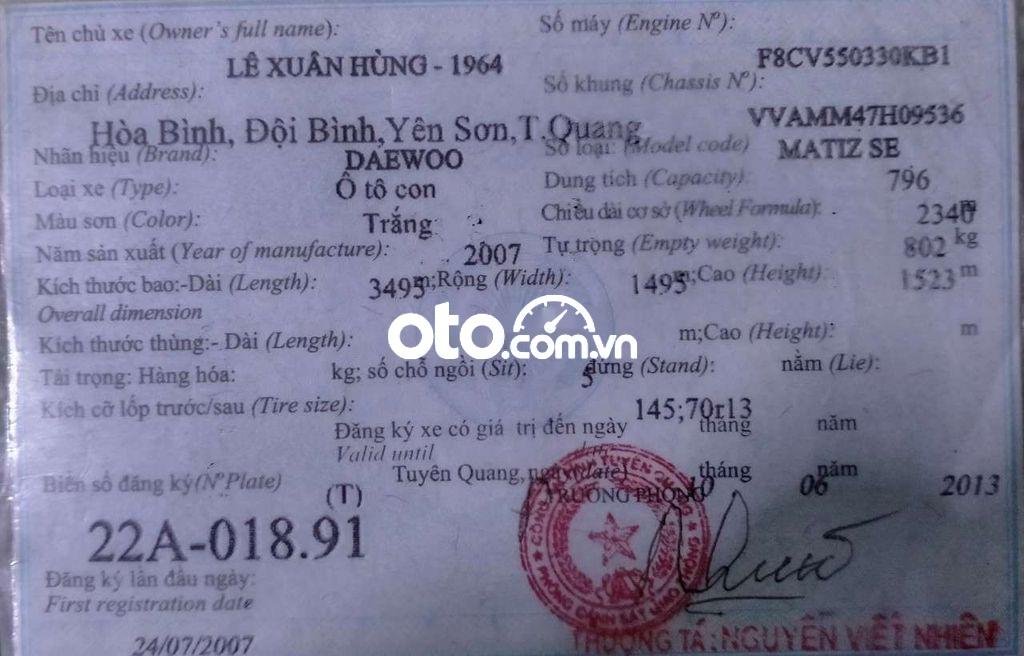 Tên chủ xe (Owner's full name):
LÊ XUÂN HÙNG - 1964
Số máy (Engine Nº):
F8CV550330KB1
Địa chỉ (Address):
Hòa Bình, Đội Bình,Yên Sơn,T.Quang
Số khung (Chassis Nº):
VVAMM47H09536
Nhãn hiệu (Brand):
DAEWOO
Số loại: (Model code)
MATIZ SE
Loại xe (Type):
Ô tô con
Dung tích (Capacity):
796
Màu sơn (Color):
Trắng
Chiều dài cơ sở (Wheel Formula):
2340 m
Năm sản xuất (Year of manufacture):
2007
Tự trọng (Empty weight):
802 kg
Kích thước bao:-Dài (Length): 3495 m;Rộng (Width): 1495 m;Cao (Height) 1523 m
Overall dimension
Kích thước thùng:- Dài (Length): m;Cao (Height): m
oto.com.vn
Tải trọng: Hàng hóa: kg; số chỗ ngồi (Sit): 5 đứng (Stand): nằm (Lie):
Kích cỡ lốp trước/sau (Tire size): 145;70r13
Đăng ký xe có giá trị đến ngày tháng năm
Valid until
Biển số đăng ký(Nº Plate)
(T)
22A-018.91
Tuyên Quang, ngày (date) 10 tháng 06 năm 2013
TRƯỞNG PHÒNG
Đăng ký lần đầu ngày:
First registration date
24/07/2007
THƯỢNG TÁ:NGUYỄN VIẾT NHIÊN